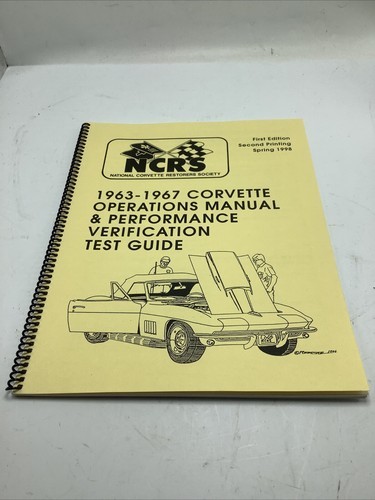 NCRS
NATIONAL CORVETTE RESTORERS SOCIETY
First Edition
Second Printing
Spring 1998
1963-1967 CORVETTE
OPERATIONS MANUAL
& PERFORMANCE
VERIFICATION
TEST GUIDE